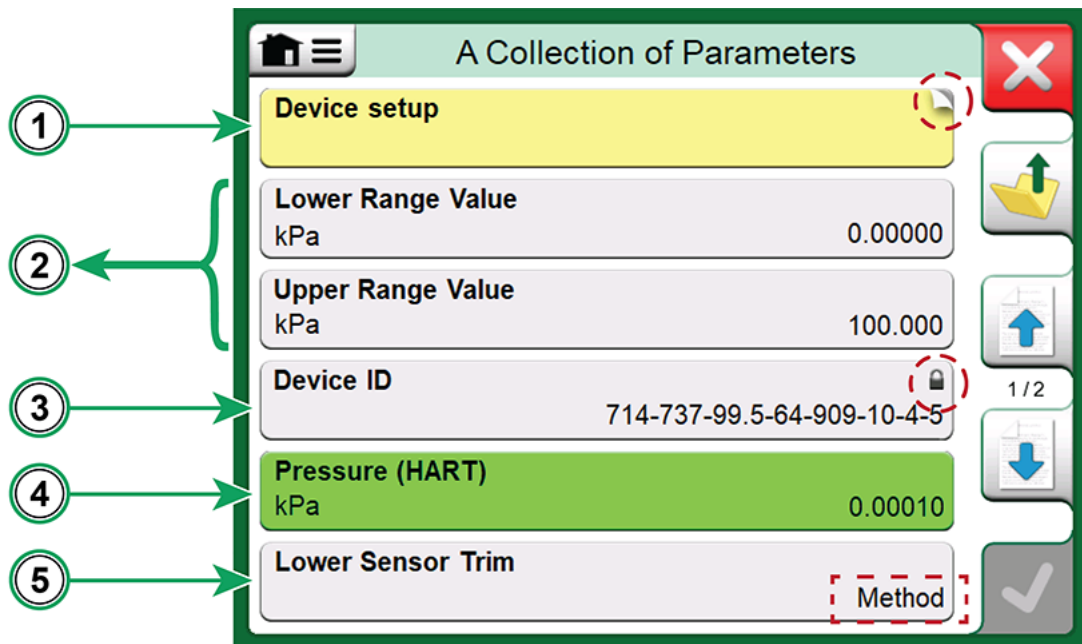 A Collection of Parameters
1
Device setup
2
Lower Range Value
kPa 0.00000
Upper Range Value
kPa 100.000
3
Device ID
714-737-99.5-64-909-10-4-5
1/2
4
Pressure (HART)
kPa 0.00010
5
Lower Sensor Trim
Method